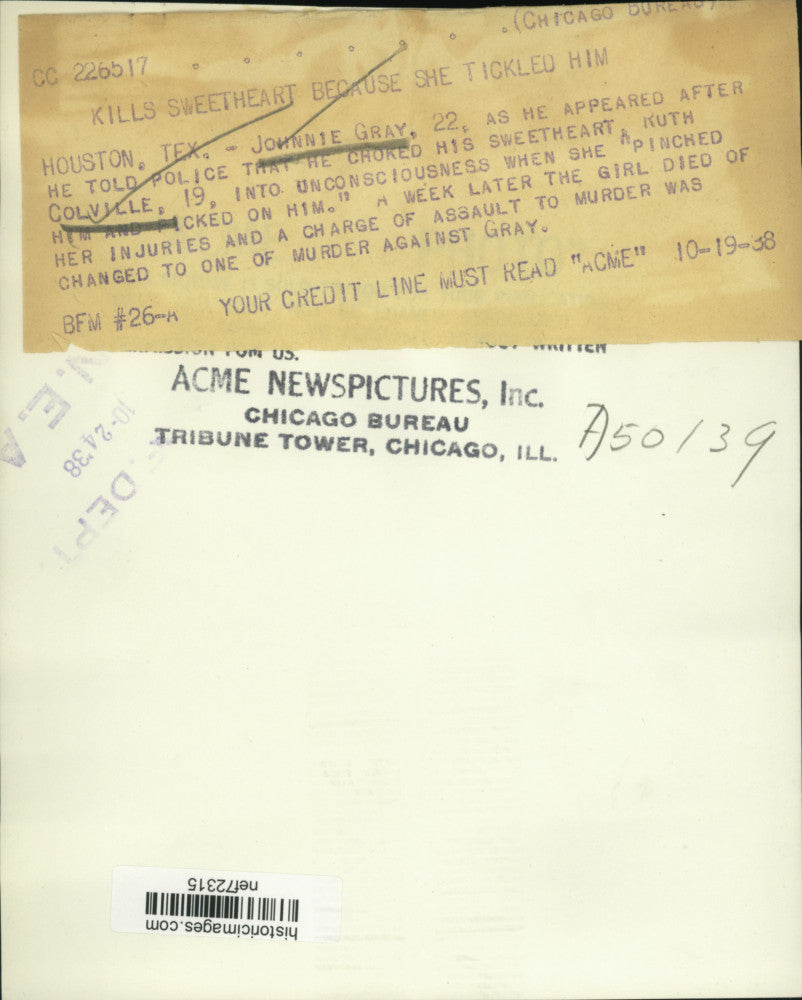 (CHICAGO BUREAU)
CC 226517
KILLS SWEETHEART BECAUSE SHE TICKLED HIM
HOUSTON, TEX. - JOHNNIE GRAY, 22, AS HE APPEARED AFTER
HE TOLD POLICE THAT HE CHOKED HIS SWEETHEART, RUTH
COLVILLE, 19, INTO UNCONSCIOUSNESS WHEN SHE "PINCHED
HIM AND PICKED ON HIM." A WEEK LATER THE GIRL DIED OF
HER INJURIES AND A CHARGE OF ASSAULT TO MURDER WAS
CHANGED TO ONE OF MURDER AGAINST GRAY.
BFM #26-A YOUR CREDIT LINE MUST READ "ACME" 10-19-38
US.
WRITTEN
ACME NEWSPICTURES, Inc.
CHICAGO BUREAU
TRIBUNE TOWER, CHICAGO, ILL.
A50139
N.E.A
10-24-38
DEPT.
nef72315
historicimages.com